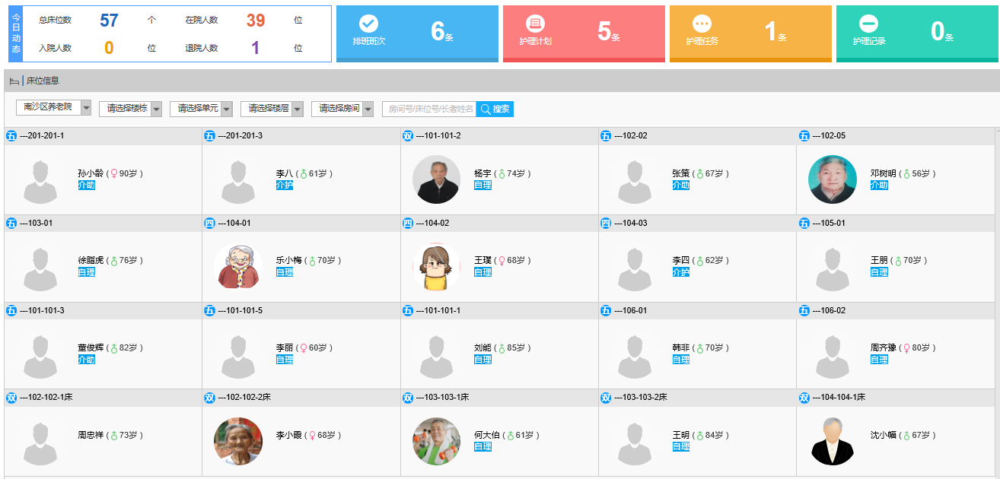 今日动态
总床位数 57 个 在院人数 39 位
入院人数 0 位 退院人数 1 位
排班班次 6条
护理计划 5条
护理任务 1条
护理记录 0条
床位信息
南沙区养老院 请选择楼栋 请选择单元 请选择楼层 请选择房间 房间号/床位号/长者姓名 搜索
五 ---201-201-1 五 ---201-201-3 双 ---101-101-2 五 ---102-02 五 ---102-05
孙小龄 ( ♀ 90岁 ) 李八 ( ♂ 61岁 ) 杨宇 ( ♂ 74岁 ) 张策 ( ♂ 67岁 ) 邓树明 ( ♂ 56岁 )
介助 介护 自理 介助 介助
五 ---103-01 四 ---104-01 四 ---104-02 四 ---104-03 五 ---105-01
徐脂虎 ( ♂ 76岁 ) 乐小梅 ( ♂ 70岁 ) 王瑾 ( ♀ 68岁 ) 李四 ( ♂ 62岁 ) 王朋 ( ♂ 70岁 )
自理 自理 自理 介护 自理
五 ---101-101-3 五 ---101-101-5 五 ---101-101-1 五 ---106-01 五 ---106-02
董俊辉 ( ♂ 82岁 ) 李丽 ( ♀ 60岁 ) 刘能 ( ♂ 85岁 ) 韩非 ( ♂ 70岁 ) 周齐豫 ( ♀ 80岁 )
介助 自理 自理 自理 自理
双 ---102-102-1床 双 ---102-102-2床 双 ---103-103-1床 双 ---103-103-2床 双 ---104-104-1床
周忠祥 ( ♂ 73岁 ) 李小霞 ( ♀ 68岁 ) 何大伯 ( ♂ 61岁 ) 王明 ( ♂ 84岁 ) 沈小幅 ( ♂ 67岁 )
自理 自理